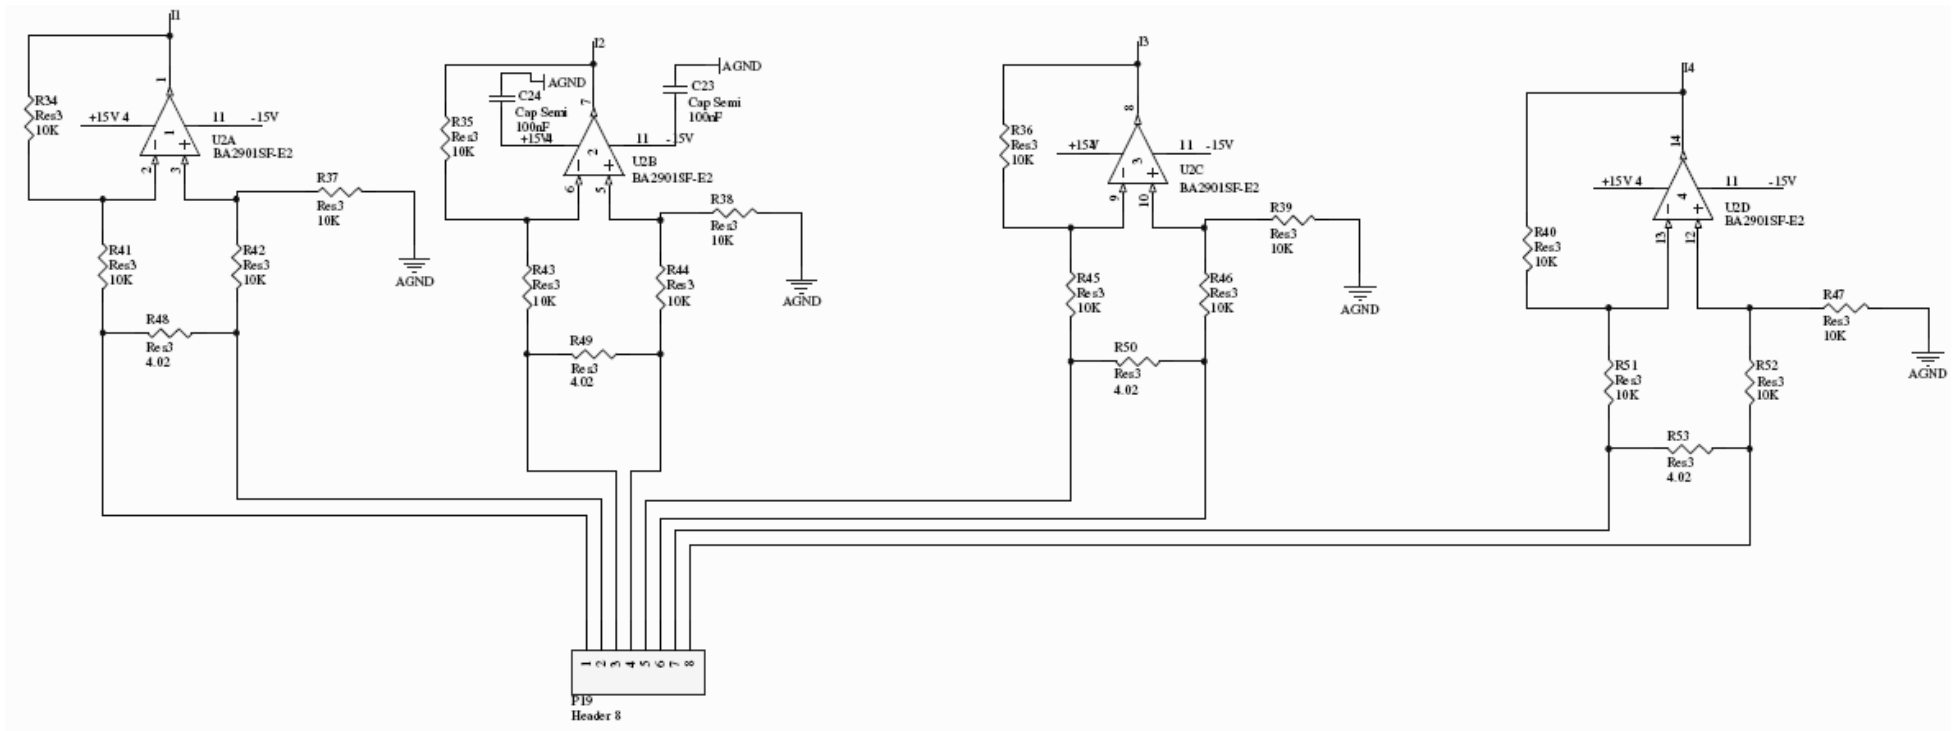 I1
R34
Res3
10K
1
+15V 4
11
-15V
1
U2A
BA2901SF-E2
2
3
R37
Res3
10K
AGND
R41
Res3
10K
R42
Res3
10K
R48
Res3
4.02
I2
AGND
C24
Cap Semi
100nF
AGND
C23
Cap Semi
100nF
R35
Res3
10K
7
+15V4
11
-15V
2
U2B
BA2901SF-E2
6
5
R38
Res3
10K
AGND
R43
Res3
10K
R44
Res3
10K
R49
Res3
4.02
I3
R36
Res3
10K
8
+15V
11
-15V
3
U2C
BA2901SF-E2
9
10
R39
Res3
10K
AGND
R45
Res3
10K
R46
Res3
10K
R50
Res3
4.02
I4
14
+15V 4
11
-15V
4
U2D
BA2901SF-E2
13
12
R40
Res3
10K
R47
Res3
10K
AGND
R51
Res3
10K
R52
Res3
10K
R53
Res3
4.02
1 2 3 4 5 6 7 8
P19
Header 8